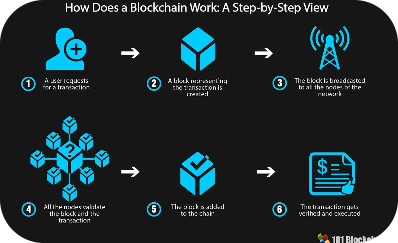 How Does a Blockchain Work: A Step-by-Step View
1
A user requests
for a transaction
2
A block representing
the transaction is
created
3
The block is broadcasted
to all the nodes of the
network
4
All the nodes validate
the block and the
transaction
5
The block is added
to the chain
6
The transaction gets
verified and executed
$
101 Blockchains